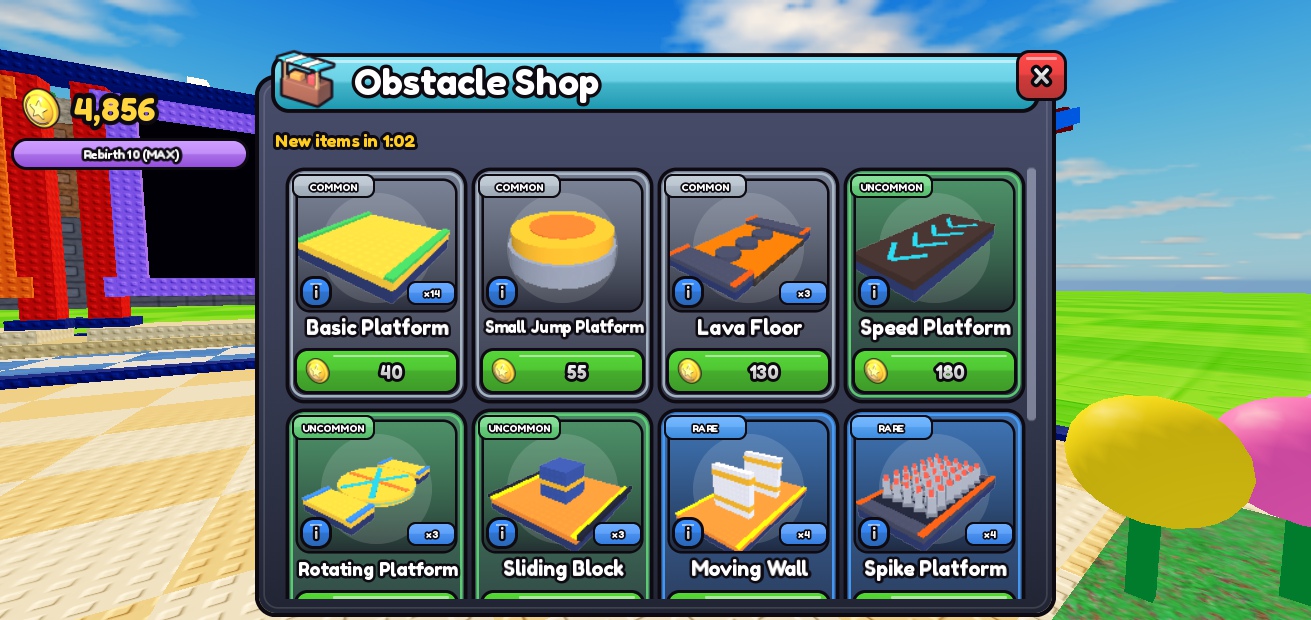 Obstacle Shop
4,856
Rebirth 10 (MAX)
New items in 1:02
COMMON
COMMON
COMMON
UNCOMMON
i
x14
i
i
x3
i
Basic Platform
Small Jump Platform
Lava Floor
Speed Platform
40
55
130
180
UNCOMMON
UNCOMMON
RARE
RARE
i
x3
i
x3
i
x4
i
x4
Rotating Platform
Sliding Block
Moving Wall
Spike Platform